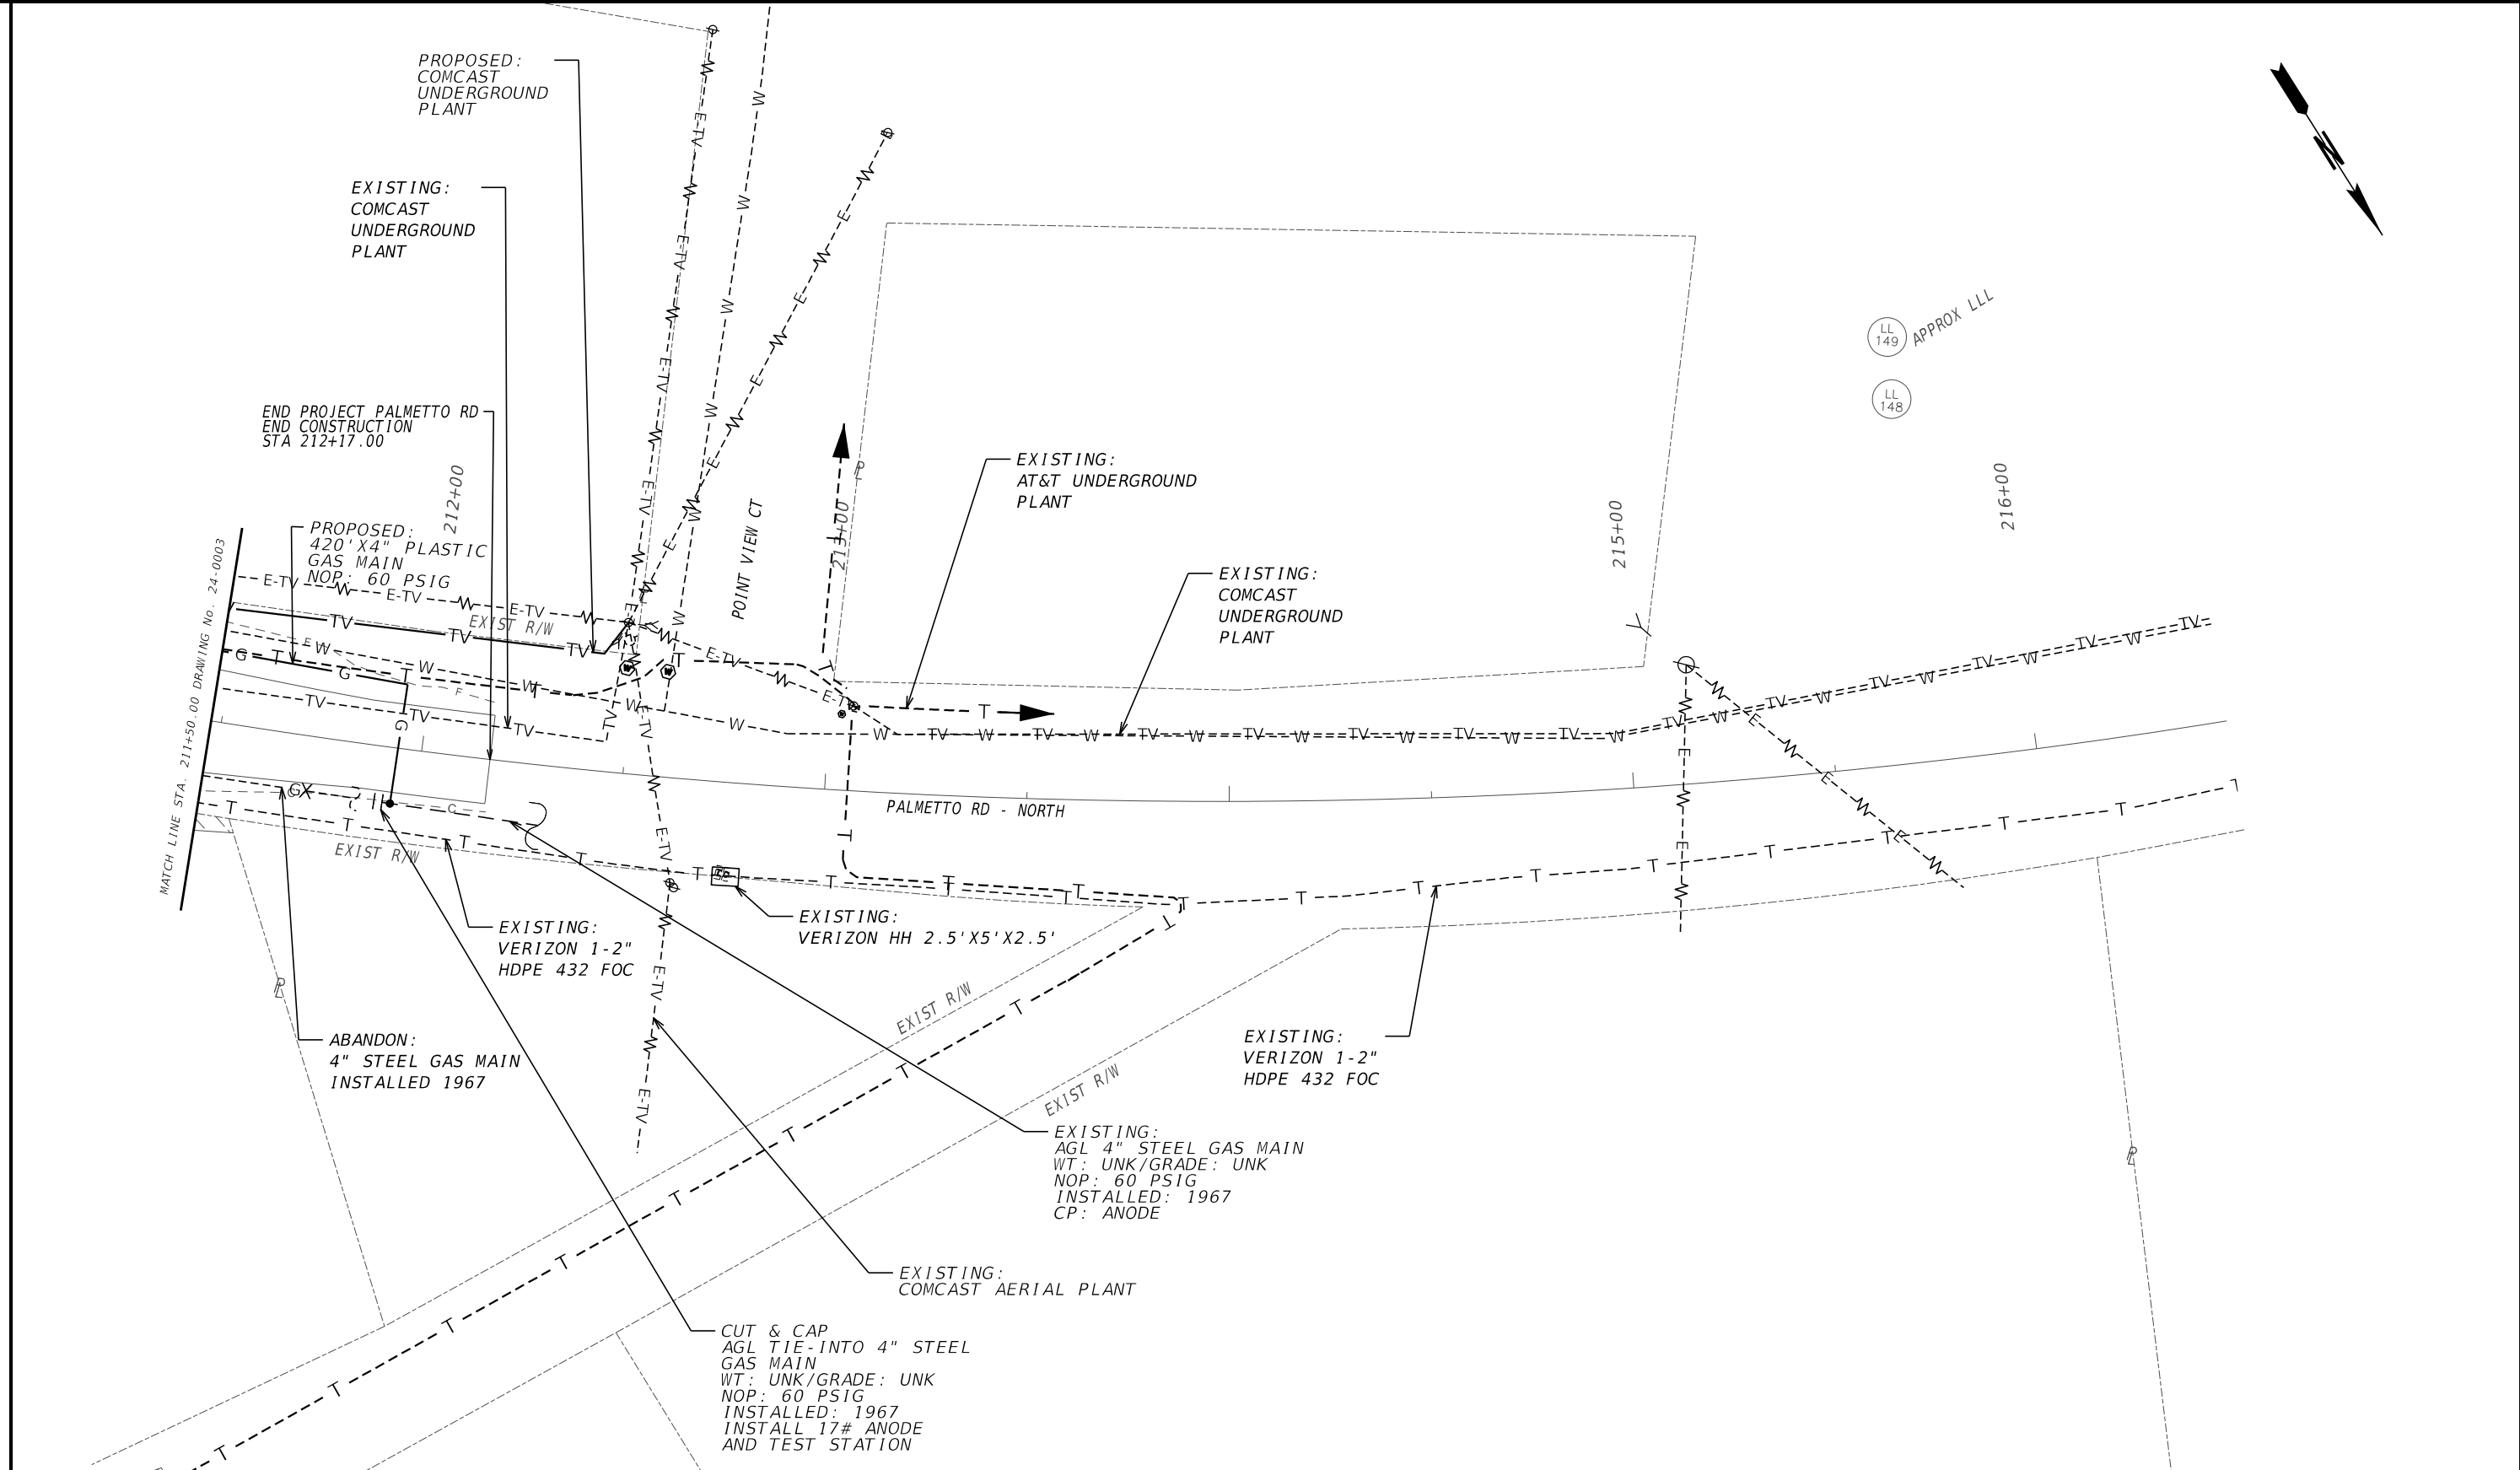 PROPOSED:
COMCAST
UNDERGROUND
PLANT
EXISTING:
COMCAST
UNDERGROUND
PLANT
END PROJECT PALMETTO RD
END CONSTRUCTION
STA 212+17.00
212+00
PROPOSED:
420'X4" PLASTIC
GAS MAIN
NOP: 60 PSIG
MATCH LINE STA. 211+50.00 DRAWING No. 24-0003
EXIST R/W
POINT VIEW CT
213+00
EXISTING:
AT&T UNDERGROUND
PLANT
EXISTING:
COMCAST
UNDERGROUND
PLANT
215+00
216+00
LL
149
APPROX LLL
LL
148
N
PALMETTO RD - NORTH
EXIST R/W
EXISTING:
VERIZON 1-2"
HDPE 432 FOC
EXISTING:
VERIZON HH 2.5'X5'X2.5'
ABANDON:
4" STEEL GAS MAIN
INSTALLED 1967
EXIST R/W
EXIST R/W
EXISTING:
VERIZON 1-2"
HDPE 432 FOC
EXISTING:
AGL 4" STEEL GAS MAIN
WT: UNK/GRADE: UNK
NOP: 60 PSIG
INSTALLED: 1967
CP: ANODE
EXISTING:
COMCAST AERIAL PLANT
CUT & CAP
AGL TIE-INTO 4" STEEL
GAS MAIN
WT: UNK/GRADE: UNK
NOP: 60 PSIG
INSTALLED: 1967
INSTALL 17# ANODE
AND TEST STATION